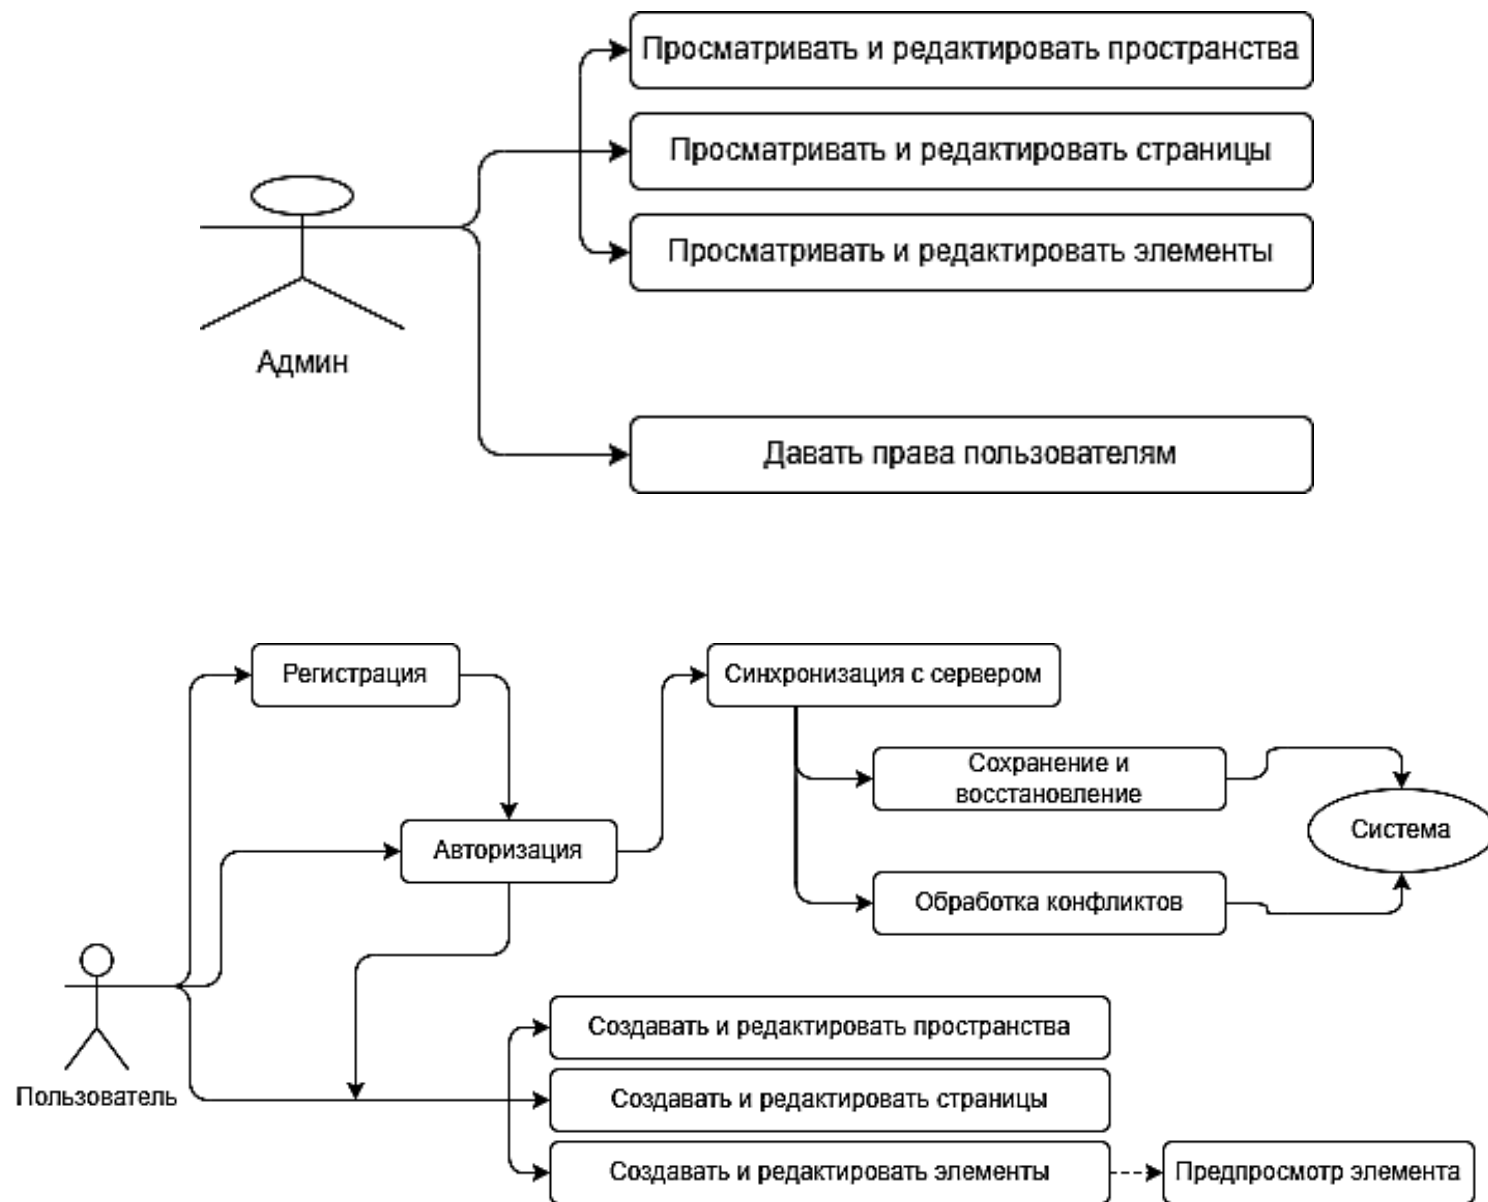 Просматривать и редактировать пространства
Просматривать и редактировать страницы
Просматривать и редактировать элементы
Админ
Давать права пользователям
Регистрация
Синхронизация с сервером
Сохранение и
восстановление
Система
Авторизация
Обработка конфликтов
Пользователь
Создавать и редактировать пространства
Создавать и редактировать страницы
Создавать и редактировать элементы
Предпросмотр элемента